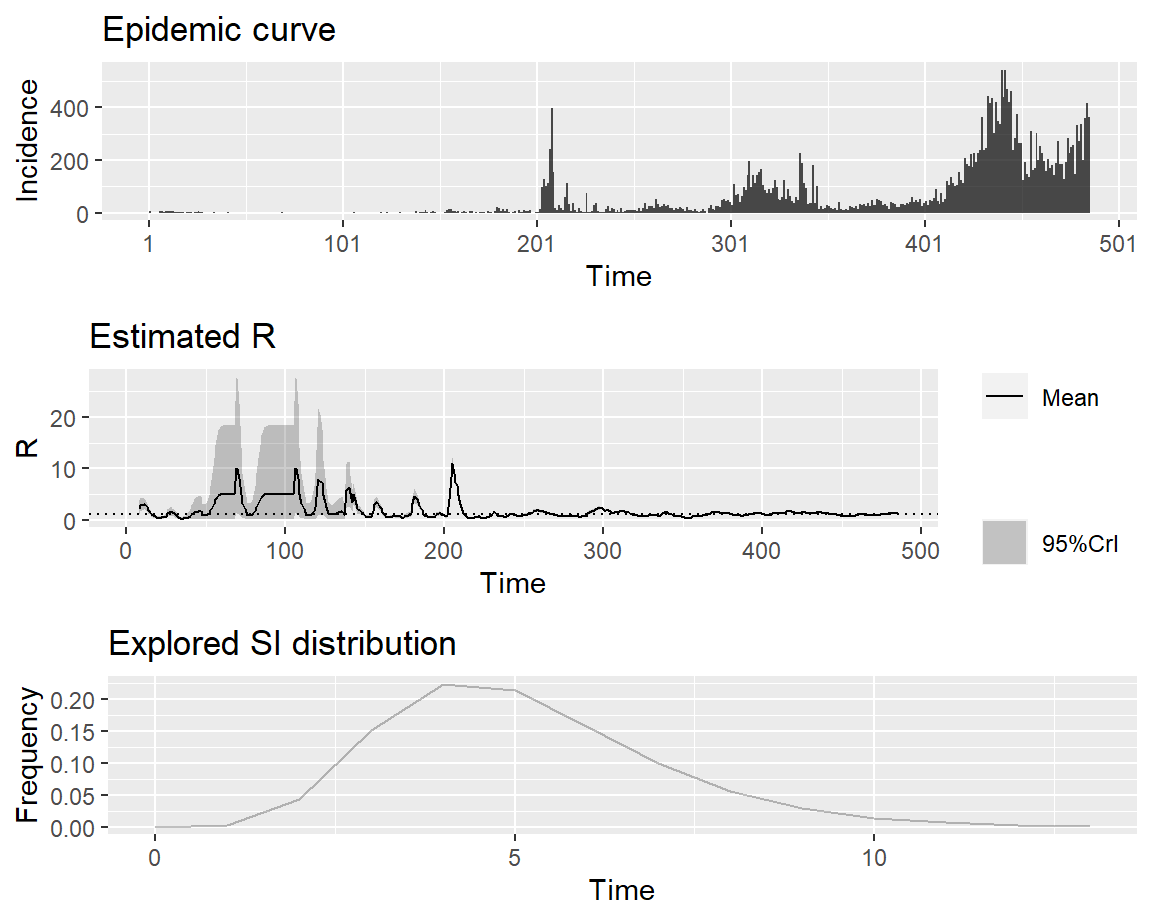 Epidemic curve
Incidence
400
200
0
1 101 201 301 401 501
Time
Estimated R
R
20
10
0
0 100 200 300 400 500
Time
Mean
95%CrI
Explored SI distribution
Frequency
0.20
0.15
0.10
0.05
0.00
0 5 10
Time